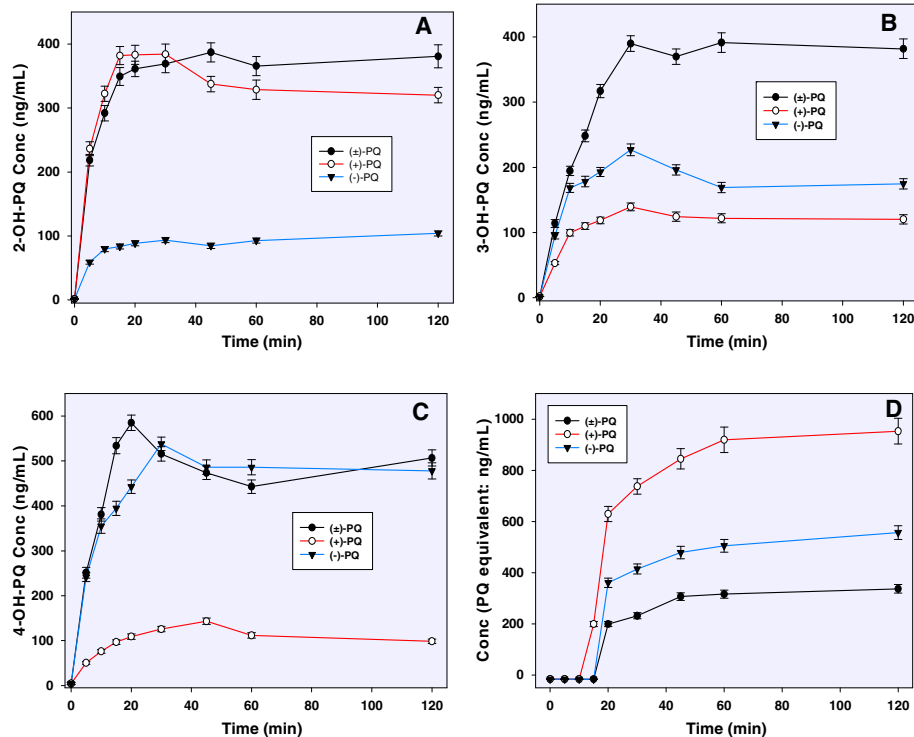 A
2-OH-PQ Conc (ng/mL)
400
300
200
100
0
(±)-PQ
(+)-PQ
(-)-PQ
0 20 40 60 80 100 120
Time (min)
B
3-OH-PQ Conc (ng/mL)
400
300
200
100
0
(±)-PQ
(+)-PQ
(-)-PQ
0 20 40 60 80 100 120
Time (min)
C
4-OH-PQ Conc (ng/mL)
600
500
400
300
200
100
0
(±)-PQ
(+)-PQ
(-)-PQ
0 20 40 60 80 100 120
Time (min)
D
Conc (PQ equivalent: ng/mL)
1000
800
600
400
200
0
(±)-PQ
(+)-PQ
(-)-PQ
0 20 40 60 80 100 120
Time (min)